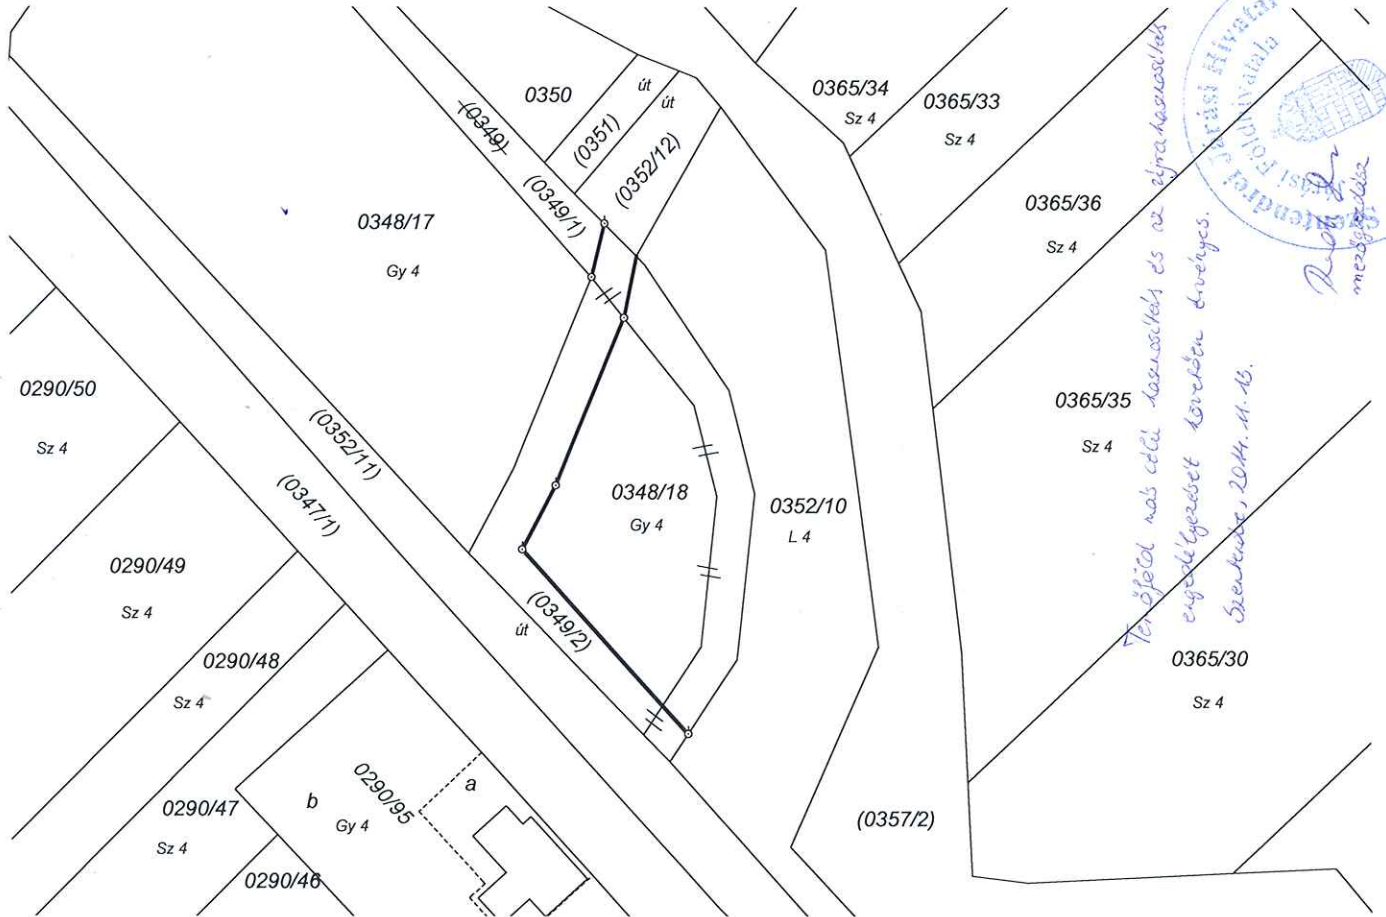 0350
út
út
(0349)
(0351)
(0352/12)
(0349/1)
0365/34
Sz 4
0365/33
Sz 4
0348/17
Gy 4
0365/36
Sz 4
0290/50
Sz 4
(0352/11)
(0347/1)
0365/35
Sz 4
0348/18
Gy 4
0352/10
L 4
0290/49
Sz 4
(0349/2)
út
0290/48
Sz 4
0365/30
Sz 4
0290/47
Sz 4
b
Gy 4
0290/95
a
0290/46
(0357/2)
Termőföld más célú hasznosítás és az újrahasznosítás
engedélyezését követően érvényes.
Szentendre, 2014. 11. 13.
Szentendrei Járási Hivatal
Járási Földhivatala